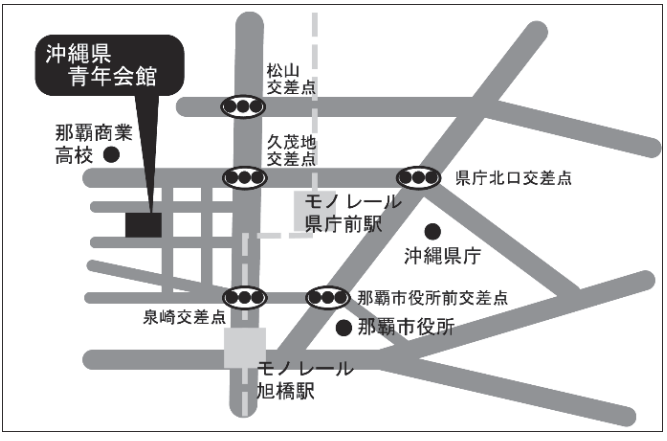 沖縄県
青年会館
松山
交差点
那覇商業
高校
久茂地
交差点
県庁北口交差点
モノレール
県庁前駅
沖縄県庁
那覇市役所前交差点
泉崎交差点
那覇市役所
モノレール
旭橋駅